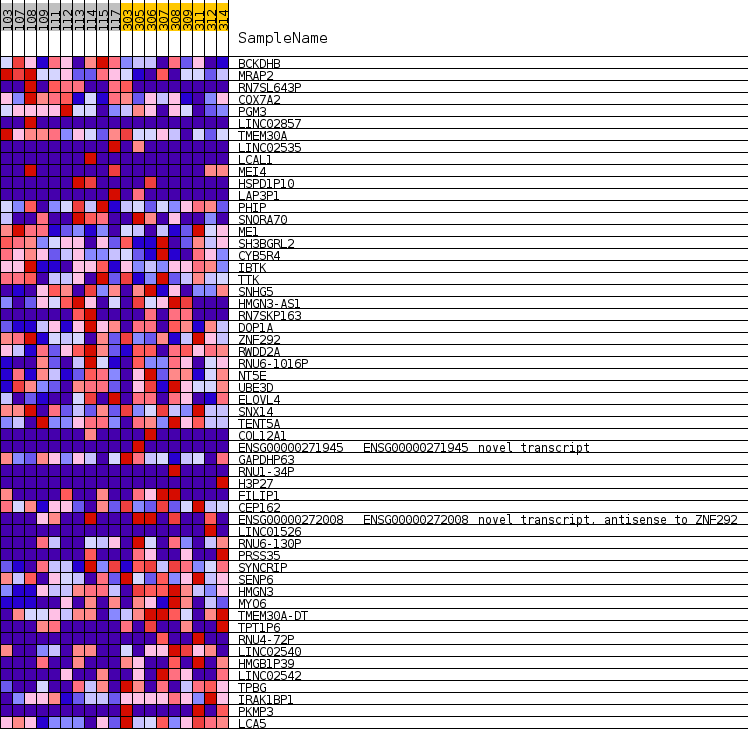 103 107 108 109 111 112 113 114 115 117 303 305 306 307 308 309 311 312 314
SampleName
BCKDHB
MRAP2
RN7SL643P
COX7A2
PGM3
LINC02857
TMEM30A
LINC02535
LCAL1
MEI4
HSPD1P10
LAP3P1
PHIP
SNORA70
ME1
SH3BGRL2
CYB5R4
IBTK
TTK
SNHG5
HMGN3-AS1
RN7SKP163
DOP1A
ZNF292
RWDD2A
RNU6-1016P
NT5E
UBE3D
ELOVL4
SNX14
TENT5A
COL12A1
ENSG00000271945 ENSG00000271945 novel transcript
GAPDHP63
RNU1-34P
H3P27
FILIP1
CEP162
ENSG00000272008 ENSG00000272008 novel transcript, antisense to ZNF292
LINC01526
RNU6-130P
PRSS35
SYNCRIP
SENP6
HMGN3
MYO6
TMEM30A-DT
TPT1P6
RNU4-72P
LINC02540
HMGB1P39
LINC02542
TPBG
IRAK1BP1
PKMP3
LCA5